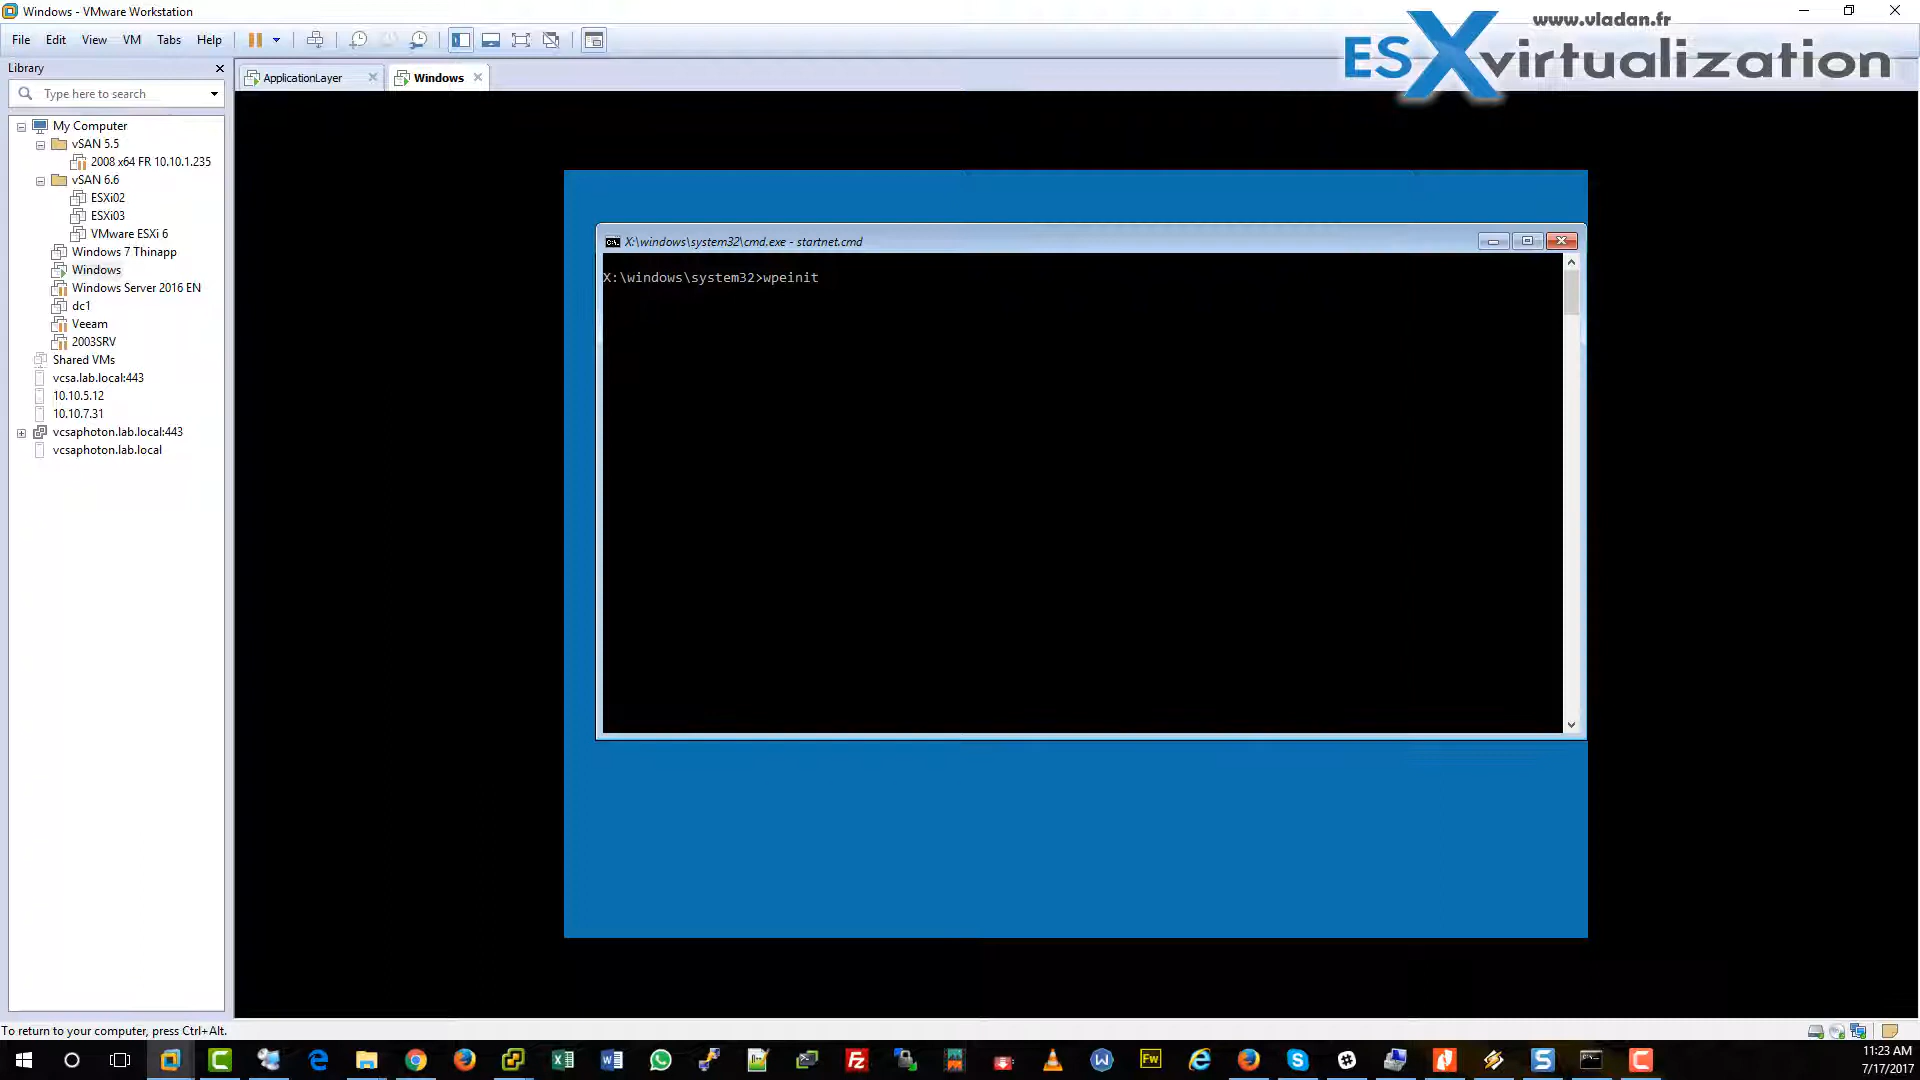 Windows - VMware Workstation
www.vladan.fr
ESXvirtualization
File Edit View VM Tabs Help
Library
ApplicationLayer
Windows
Type here to search
My Computer
vSAN 5.5
2008 x64 FR 10.10.1.235
vSAN 6.6
ESXi02
ESXi03
VMware ESXi 6
Windows 7 Thinapp
Windows
Windows Server 2016 EN
dc1
Veeam
2003SRV
Shared VMs
vcsa.lab.local:443
10.10.5.12
10.10.7.31
vcsaphoton.lab.local:443
vcsaphoton.lab.local
X:\windows\system32\cmd.exe - startnet.cmd
X:\windows\system32>wpeinit
To return to your computer, press Ctrl+Alt.
Fw
11:23 AM
7/17/2017